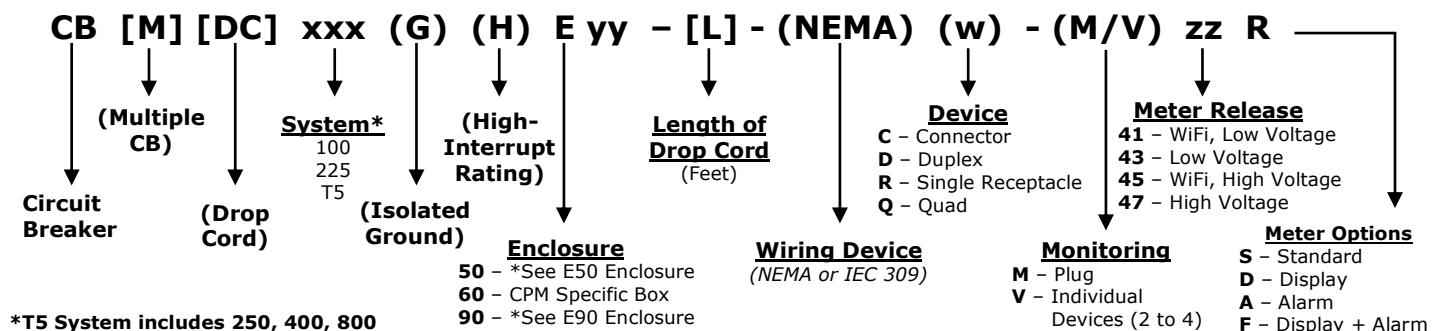 CB [M] [DC] xxx (G) (H) E yy – [L] - (NEMA) (w) - (M/V) zz R
Circuit
Breaker
(Multiple
CB)
(Drop
Cord)
System*
100
225
T5
(Isolated
Ground)
(High-
Interrupt
Rating)
Enclosure
50 – *See E50 Enclosure
60 – CPM Specific Box
90 – *See E90 Enclosure
Length of
Drop Cord
(Feet)
Wiring Device
(NEMA or IEC 309)
Device
C – Connector
D – Duplex
R – Single Receptacle
Q – Quad
Monitoring
M – Plug
V – Individual
Devices (2 to 4)
Meter Release
41 – WiFi, Low Voltage
43 – Low Voltage
45 – WiFi, High Voltage
47 – High Voltage
Meter Options
S – Standard
D – Display
A – Alarm
F – Display + Alarm
*T5 System includes 250, 400, 800